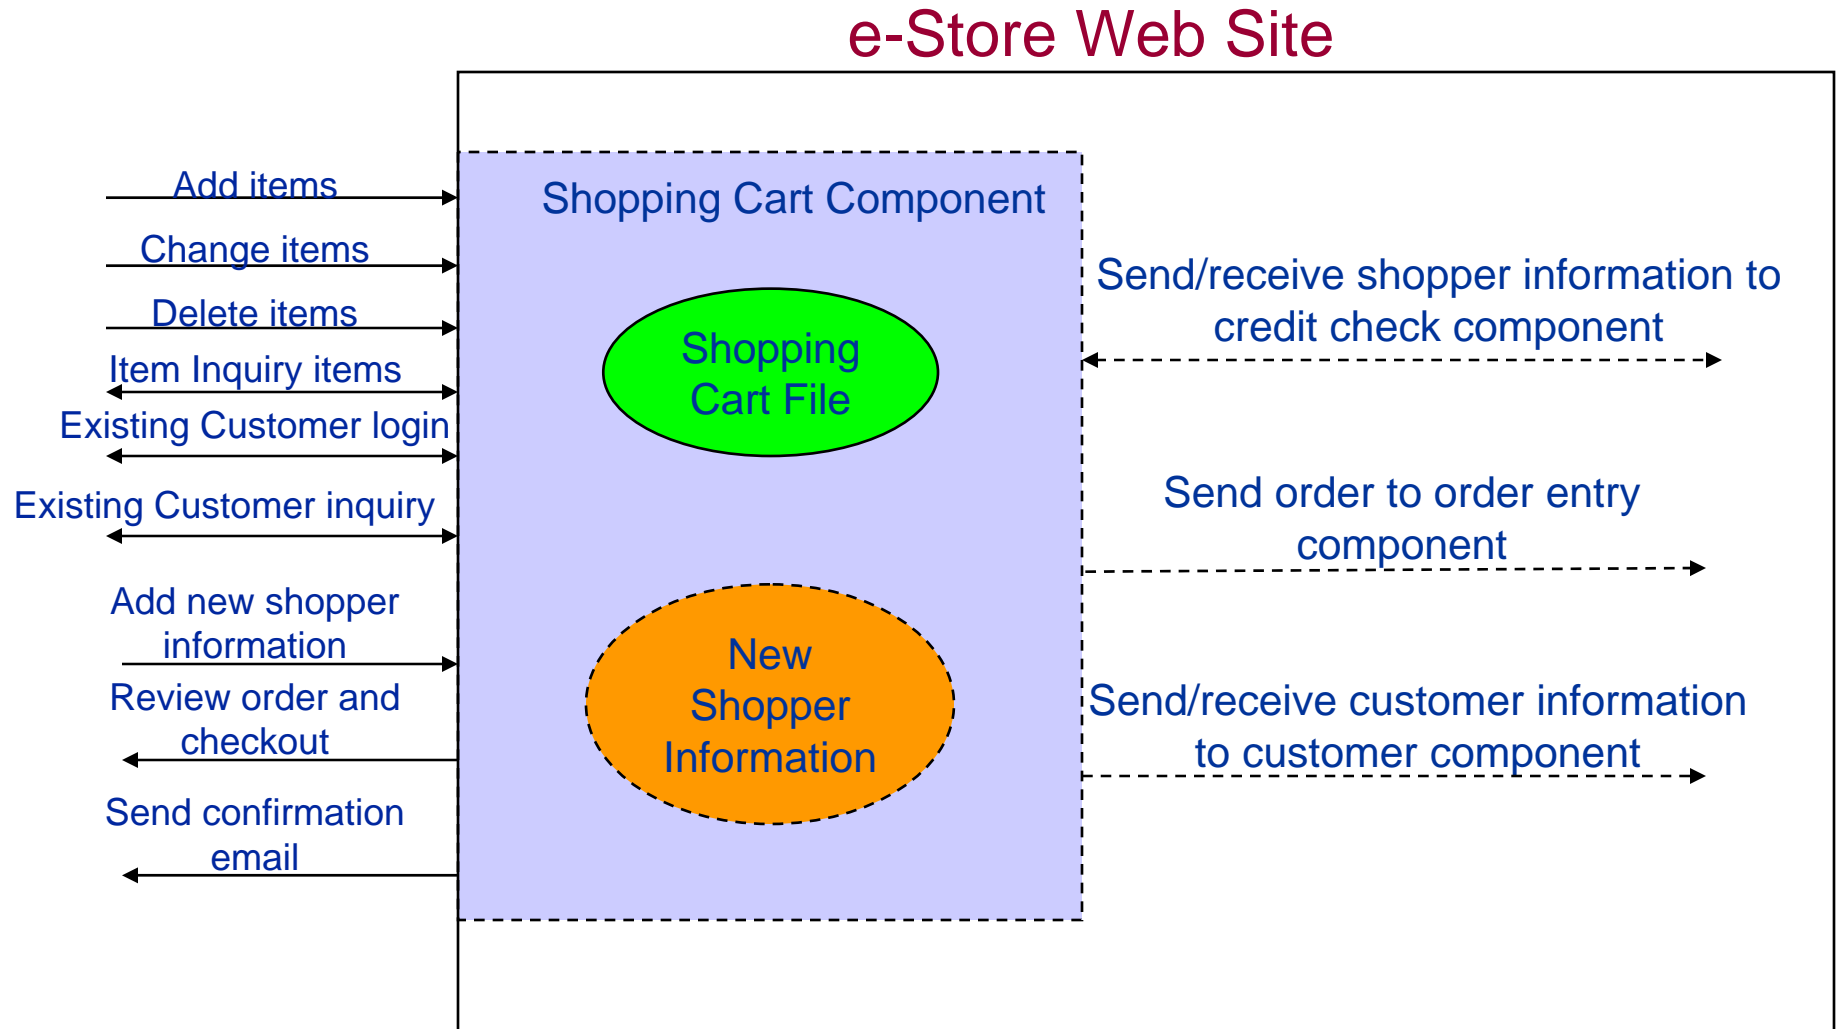 e-Store Web Site
Add items
Change items
Delete items
Item Inquiry items
Existing Customer login
Existing Customer inquiry
Add new shopper
information
Review order and
checkout
Send confirmation
email
Shopping Cart Component
Shopping
Cart File
New
Shopper
Information
Send/receive shopper information to
credit check component
Send order to order entry
component
Send/receive customer information
to customer component